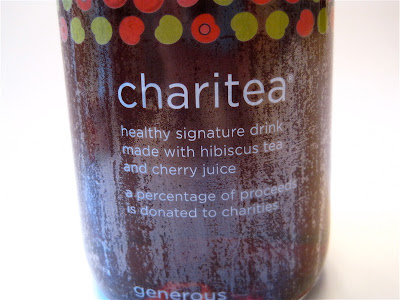 charitea®
healthy signature drink
made with hibiscus tea
and cherry juice
a percentage of proceeds
is donated to charities
generous